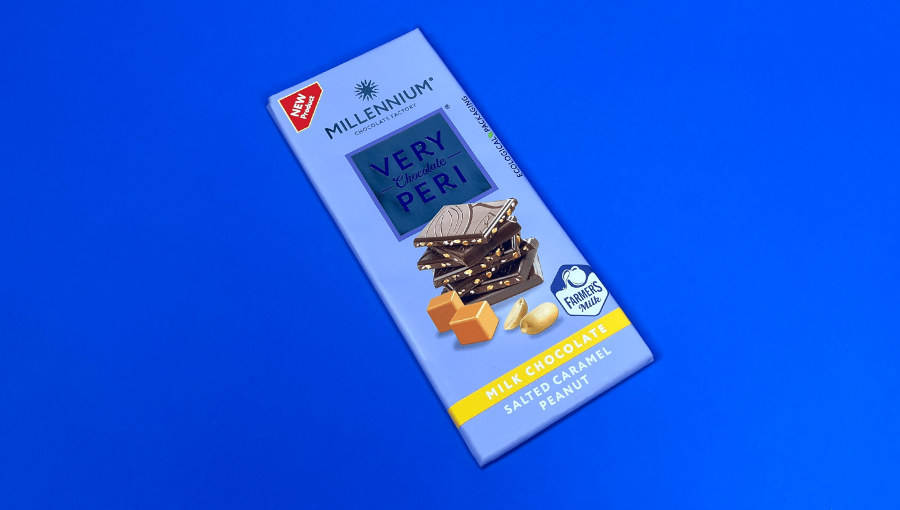 NEW
Product
MILLENNIUM®
CHOCOLATE FACTORY
VERY
Chocolate
PERI
®
ECOLOGICAL PACKAGING
FARMERS
Milk
MILK CHOCOLATE
SALTED CARAMEL
PEANUT